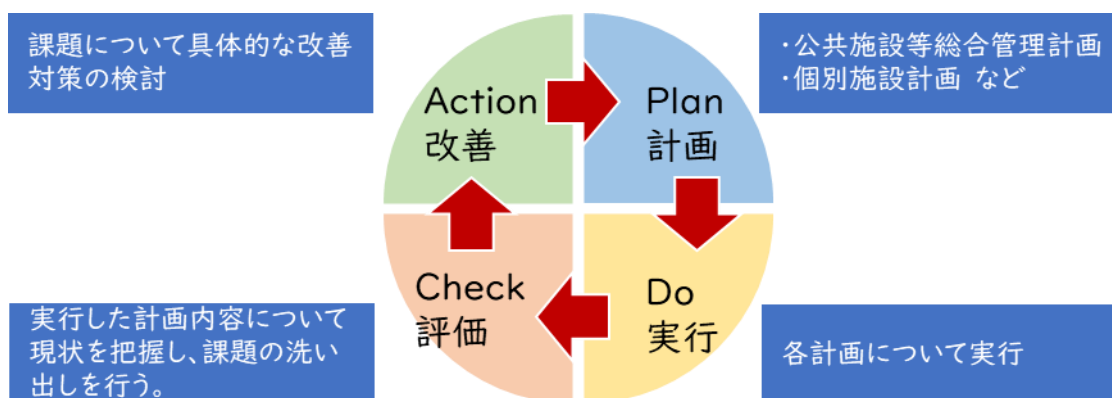 課題について具体的な改善
対策の検討
Action
改善
Plan
計画
・公共施設等総合管理計画
・個別施設計画 など
実行した計画内容について
現状を把握し、課題の洗い
出しを行う。
Check
評価
Do
実行
各計画について実行